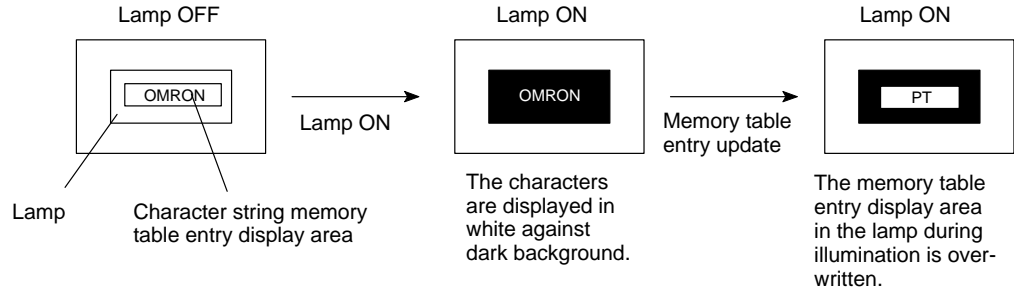 Lamp OFF
Lamp ON
Lamp ON
OMRON
OMRON
PT
Lamp ON
Memory table
entry update
Lamp
Character string memory
table entry display area
The characters
are displayed in
white against
dark background.
The memory table
entry display area
in the lamp during
illumination is over-
written.